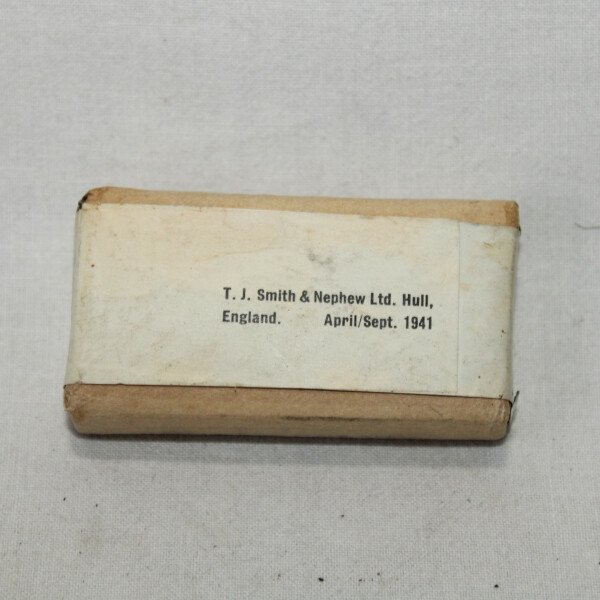 T. J. Smith & Nephew Ltd. Hull,
England. April/Sept. 1941